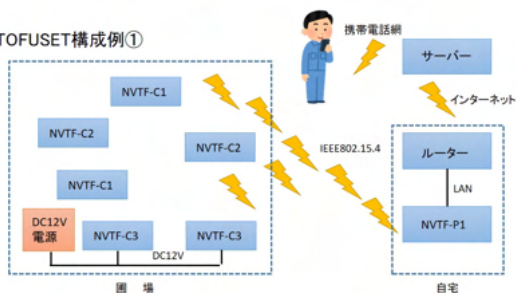 TOFUSET構成例①
携帯電話網
サーバー
インターネット
NVTF-C1
NVTF-C2
NVTF-C2
IEEE802.15.4
ルーター
LAN
NVTF-C1
DC12V
電源
NVTF-C3
NVTF-C3
NVTF-P1
DC12V
圃 場
自宅